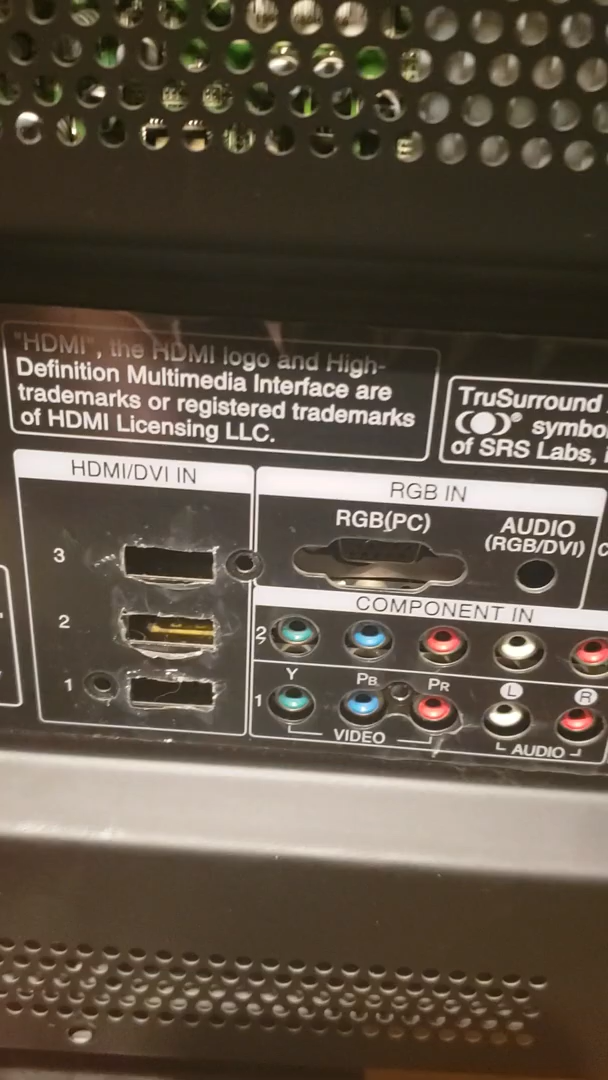 "HDMI", the HDMI logo and High-
Definition Multimedia Interface are
trademarks or registered trademarks
of HDMI Licensing LLC.
TruSurround
symbo
of SRS Labs, i
HDMI/DVI IN
3
2
1
RGB IN
RGB(PC)
AUDIO
(RGB/DVI)
COMPONENT IN
2
Y
PB
PR
L
R
1
VIDEO
AUDIO